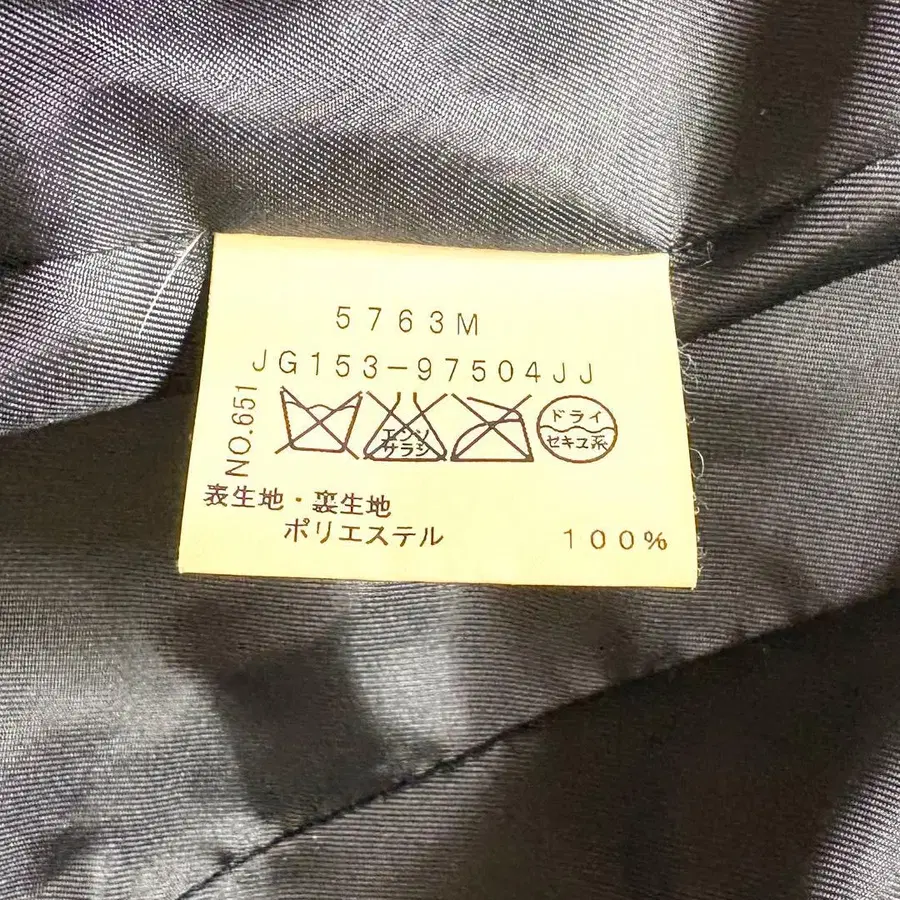 5763M
JG153-97504JJ
NO.651
エンソ
サラシ
ドライ
セキユ系
表生地・裏生地
ポリエステル 100%